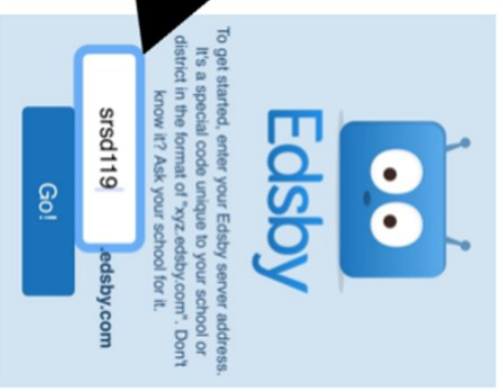 Edsby
To get started, enter your Edsby server address.
It's a special code unique to your school or
district in the format of "xyz.edsby.com". Don't
know it? Ask your school for it.
srsd119 .edsby.com
Go!